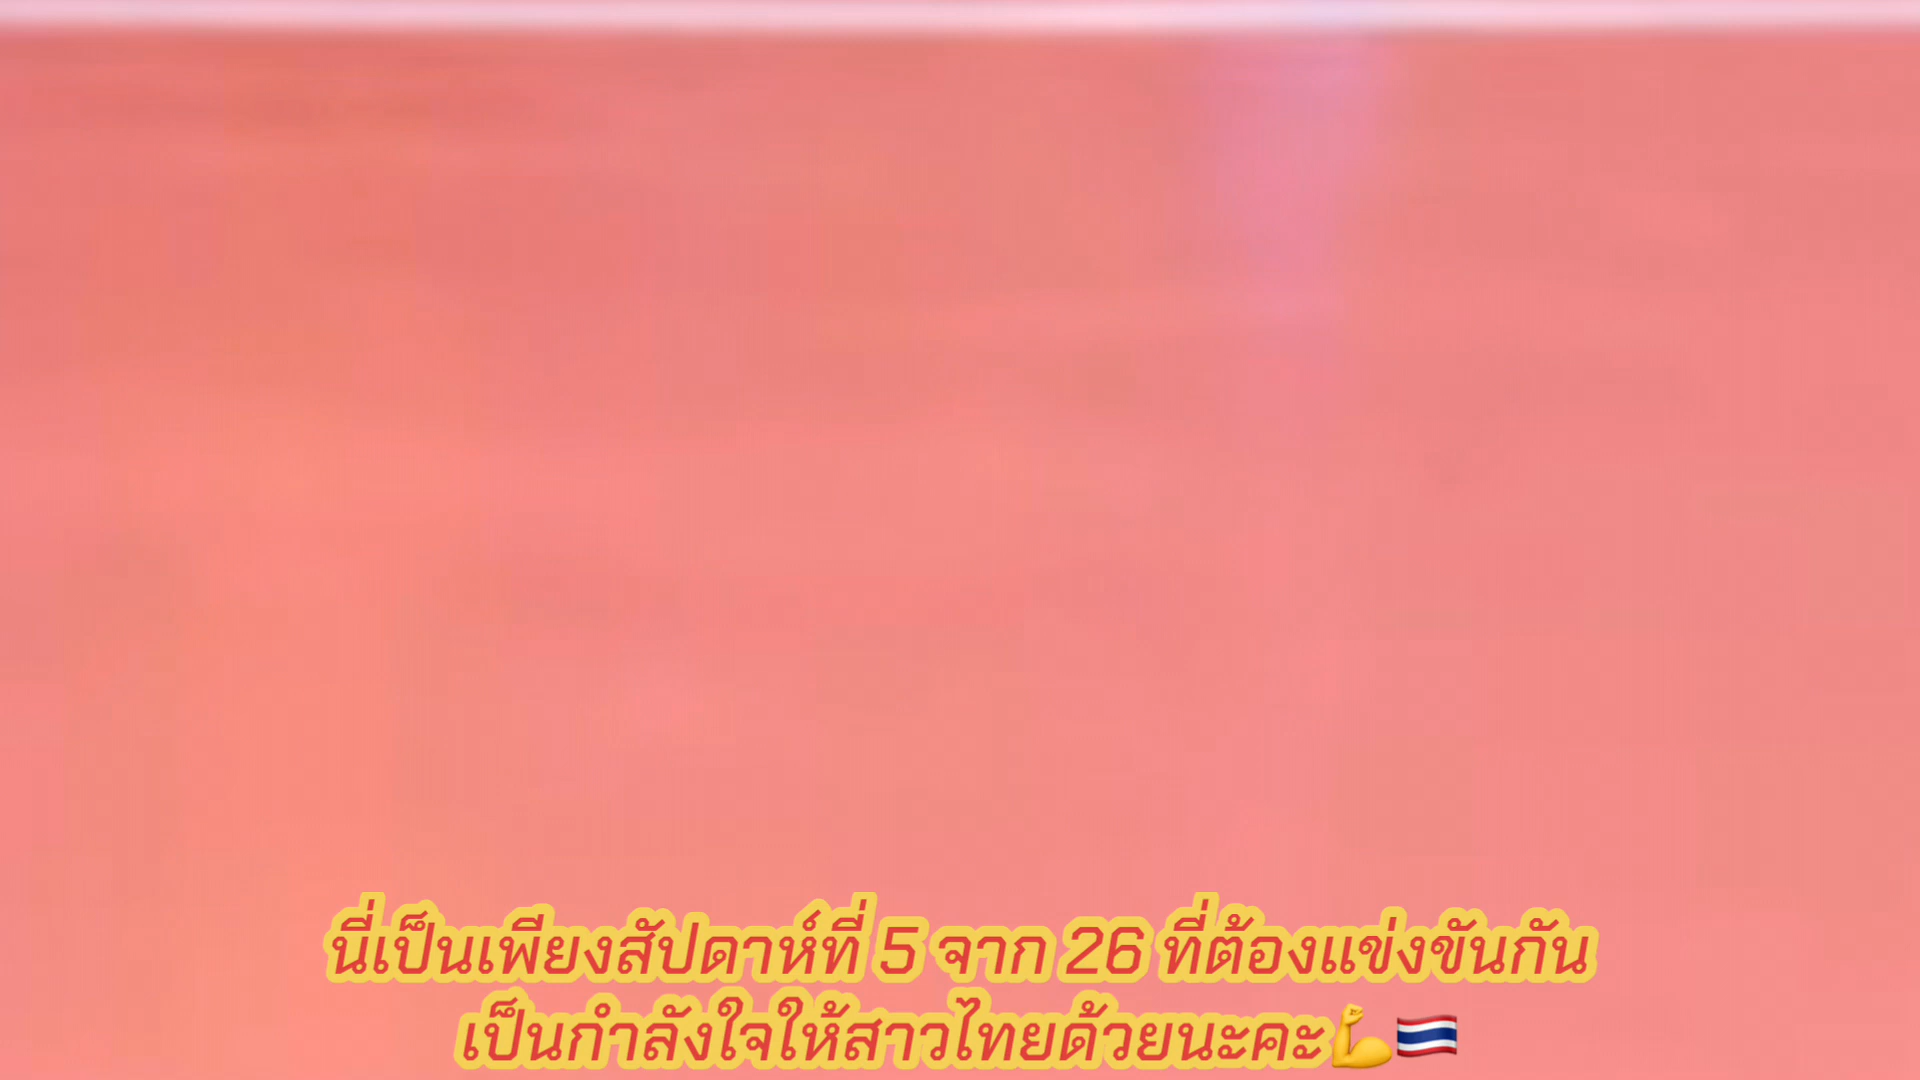 นี่เป็นเพียงสัปดาห์ที่ 5 จาก 26 ที่ต้องแข่งขันกัน
เป็นกำลังใจให้สาวไทยด้วยนะคะ💪🇹🇭